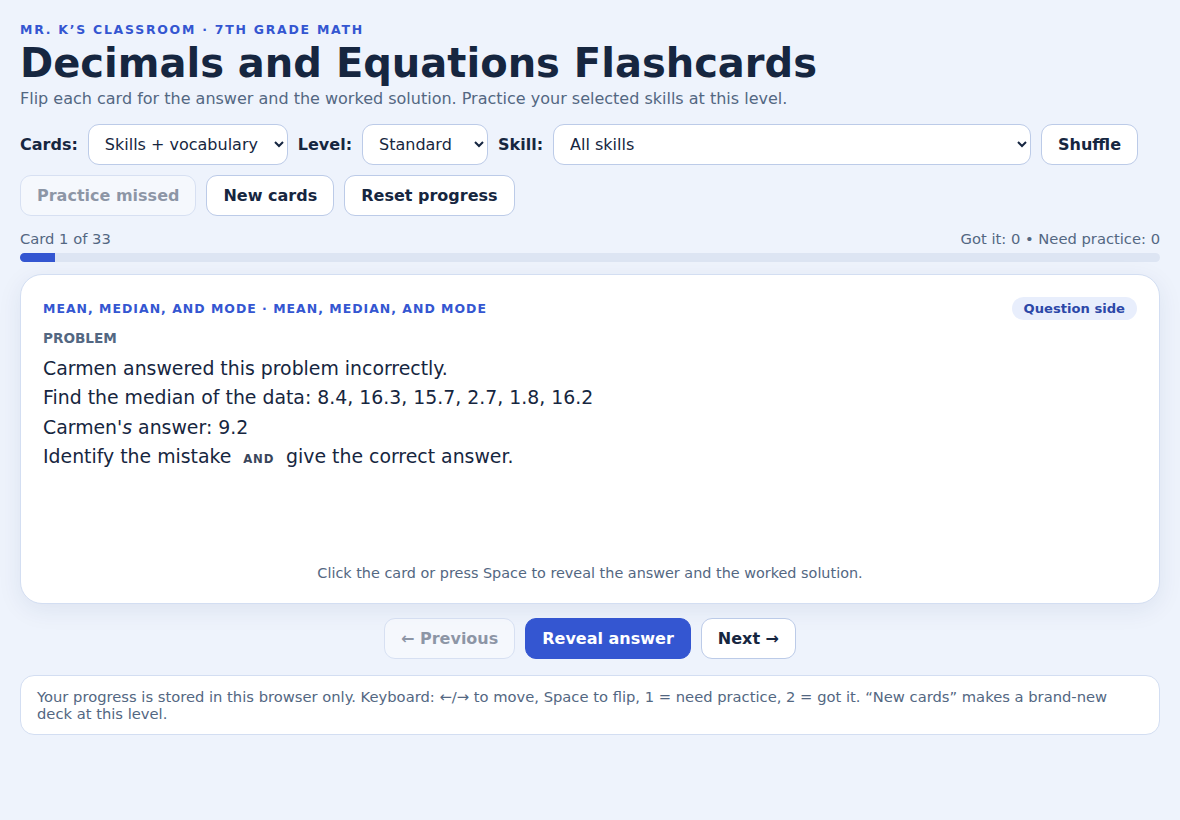 MR. K’S CLASSROOM · 7TH GRADE MATH
Decimals and Equations Flashcards
Flip each card for the answer and the worked solution. Practice your selected skills at this level.
Cards: Skills + vocabulary Level: Standard Skill: All skills Shuffle
Practice missed New cards Reset progress
Card 1 of 33 Got it: 0 • Need practice: 0
MEAN, MEDIAN, AND MODE · MEAN, MEDIAN, AND MODE Question side
PROBLEM
Carmen answered this problem incorrectly.
Find the median of the data: 8.4, 16.3, 15.7, 2.7, 1.8, 16.2
Carmen's answer: 9.2
Identify the mistake AND give the correct answer.
Click the card or press Space to reveal the answer and the worked solution.
← Previous Reveal answer Next →
Your progress is stored in this browser only. Keyboard: ←/→ to move, Space to flip, 1 = need practice, 2 = got it. “New cards” makes a brand-new
deck at this level.